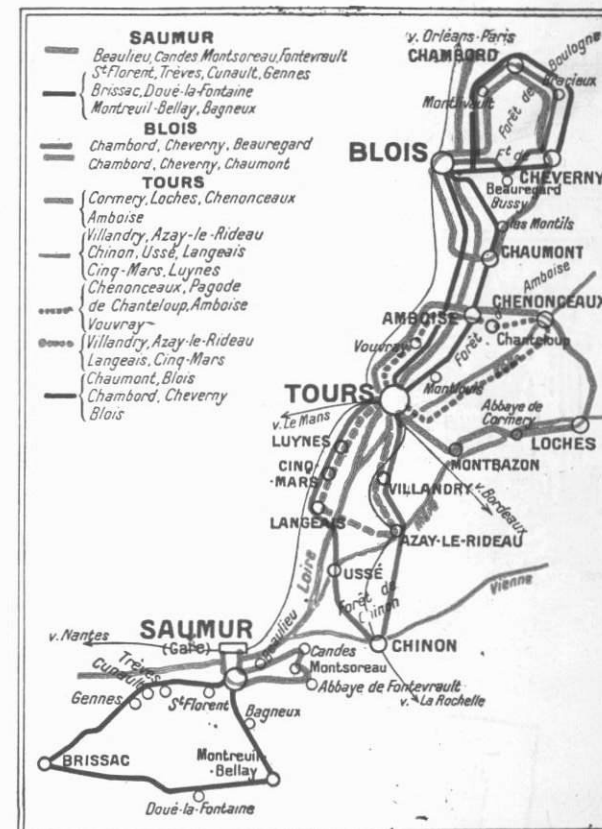 SAUMUR
Beaulieu, Candes Montsoreau, Fontevrault
St Florent, Trèves, Cunault, Gennes
Brissac, Doué-la-Fontaine
Montreuil-Bellay, Bagneux
BLOIS
Chambord, Cheverny, Beauregard
Chambord, Cheverny, Chaumont
TOURS
Cormery, Loches, Chenonceaux
Amboise
Villandry, Azay-le-Rideau
Chinon, Ussé, Langeais
Cinq-Mars, Luynes
Chenonceaux, Pagode
de Chanteloup, Amboise
Vouvray
Villandry, Azay-le-Rideau
Langeais, Cinq-Mars
Chaumont, Blois
Chambord, Cheverny
Blois
v. Orléans-Paris
CHAMBORD
Boulogne
Bracieux
Montlivault
Forêt de
BLOIS
Ft de
CHEVERNY
Beauregard
Bussy
les Montils
CHAUMONT
Amboise
CHENONCEAUX
AMBOISE
Forêt d'
Chanteloup
Vouvray
TOURS
Montlouis
v. Le Mans
Abbaye de
Cormery
LOCHES
LUYNES
MONTBAZON
CINQ-
MARS
VILLANDRY
v. Bordeaux
LANGEAIS
AZAY-LE-RIDEAU
Loire
USSÉ
Forêt de
Chinon
Vienne
v. Nantes
SAUMUR
(Gare)
Beaulieu
CHINON
Candes
Montsoreau
Trèves
Cunault
Abbaye de Fontevrault
v. La Rochelle
Gennes
St Florent
Bagneux
BRISSAC
Montreuil
-Bellay
Doué-la-Fontaine